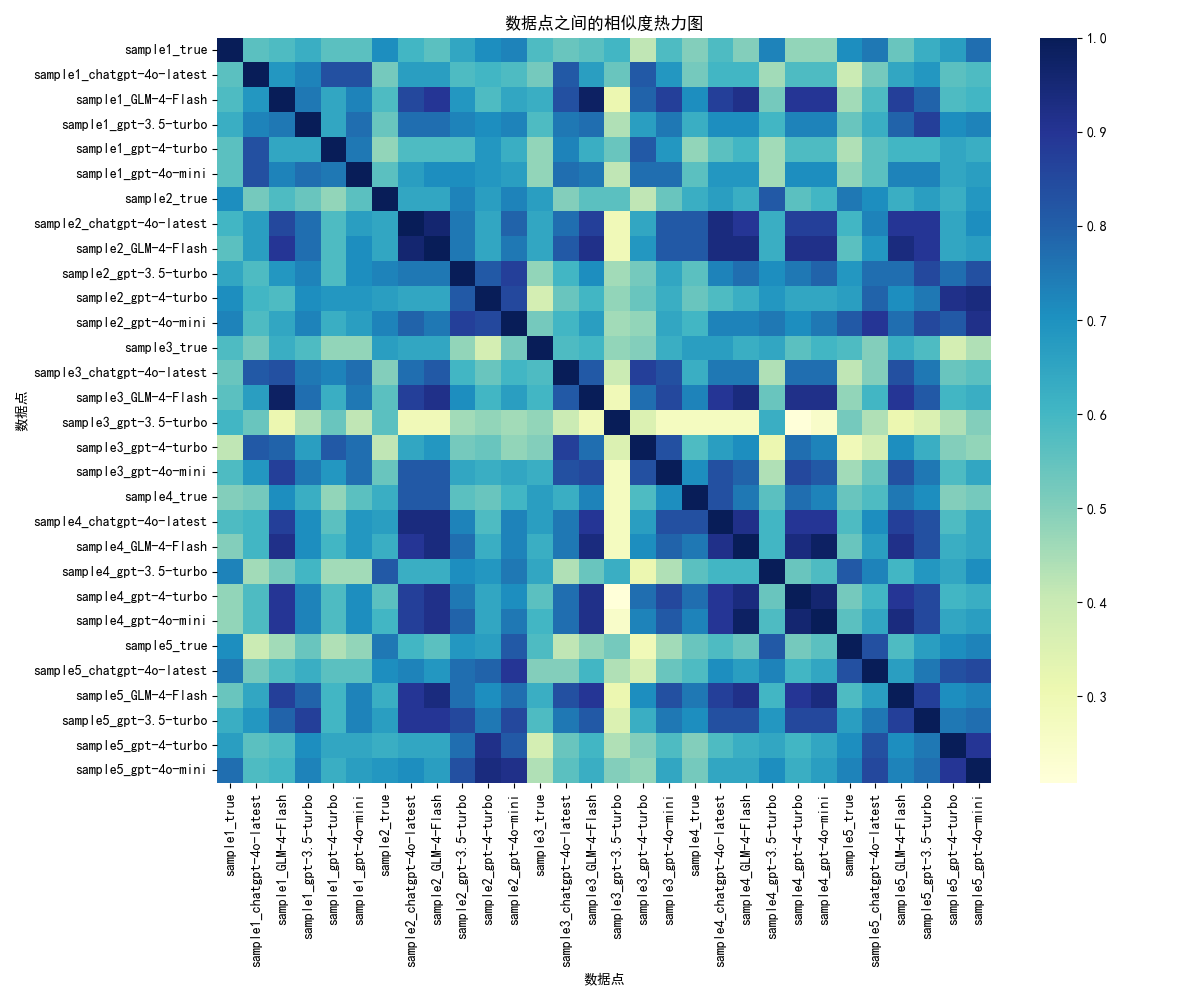 数据点之间的相似度热力图
sample1_true
sample1_chatgpt-4o-latest
sample1_GLM-4-Flash
sample1_gpt-3.5-turbo
sample1_gpt-4-turbo
sample1_gpt-4o-mini
sample2_true
sample2_chatgpt-4o-latest
sample2_GLM-4-Flash
sample2_gpt-3.5-turbo
sample2_gpt-4-turbo
sample2_gpt-4o-mini
sample3_true
sample3_chatgpt-4o-latest
sample3_GLM-4-Flash
sample3_gpt-3.5-turbo
sample3_gpt-4-turbo
sample3_gpt-4o-mini
sample4_true
sample4_chatgpt-4o-latest
sample4_GLM-4-Flash
sample4_gpt-3.5-turbo
sample4_gpt-4-turbo
sample4_gpt-4o-mini
sample5_true
sample5_chatgpt-4o-latest
sample5_GLM-4-Flash
sample5_gpt-3.5-turbo
sample5_gpt-4-turbo
sample5_gpt-4o-mini
数据点
sample1_true
sample1_chatgpt-4o-latest
sample1_GLM-4-Flash
sample1_gpt-3.5-turbo
sample1_gpt-4-turbo
sample1_gpt-4o-mini
sample2_true
sample2_chatgpt-4o-latest
sample2_GLM-4-Flash
sample2_gpt-3.5-turbo
sample2_gpt-4-turbo
sample2_gpt-4o-mini
sample3_true
sample3_chatgpt-4o-latest
sample3_GLM-4-Flash
sample3_gpt-3.5-turbo
sample3_gpt-4-turbo
sample3_gpt-4o-mini
sample4_true
sample4_chatgpt-4o-latest
sample4_GLM-4-Flash
sample4_gpt-3.5-turbo
sample4_gpt-4-turbo
sample4_gpt-4o-mini
sample5_true
sample5_chatgpt-4o-latest
sample5_GLM-4-Flash
sample5_gpt-3.5-turbo
sample5_gpt-4-turbo
sample5_gpt-4o-mini
数据点
1.0
0.9
0.8
0.7
0.6
0.5
0.4
0.3